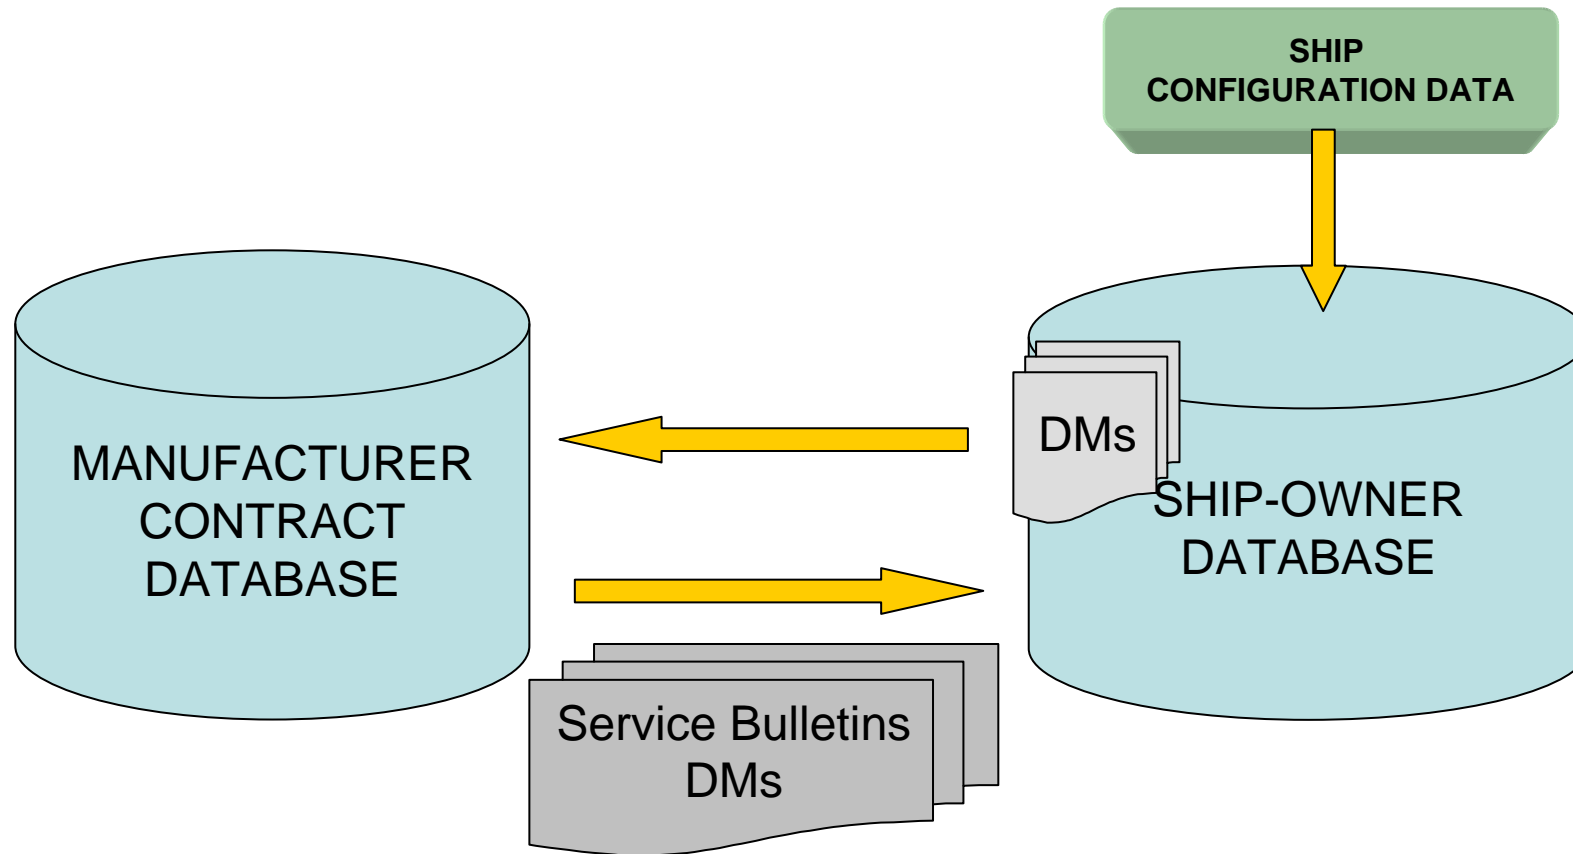 SHIP
CONFIGURATION DATA
MANUFACTURER
CONTRACT
DATABASE
DMs
SHIP-OWNER
DATABASE
Service Bulletins
DMs